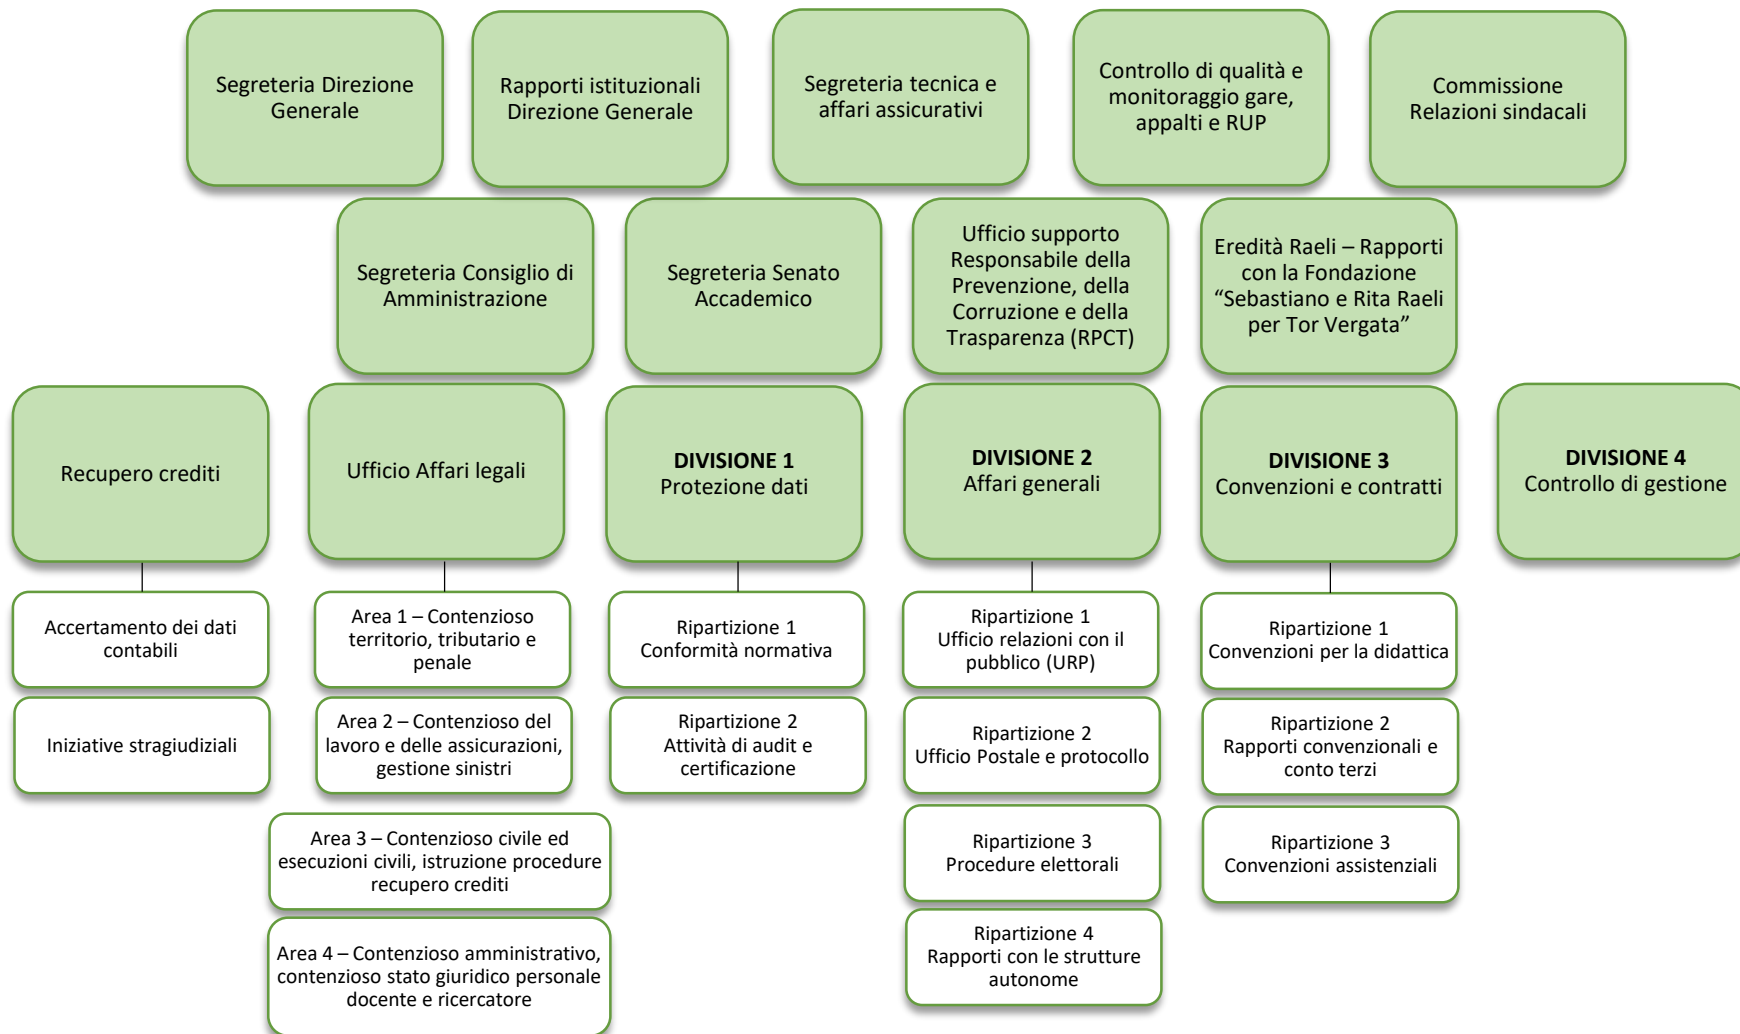 Segreteria Direzione
Generale
Rapporti istituzionali
Direzione Generale
Segreteria tecnica e
affari assicurativi
Controllo di qualità e
monitoraggio gare,
appalti e RUP
Commissione
Relazioni sindacali
Segreteria Consiglio di
Amministrazione
Segreteria Senato
Accademico
Ufficio supporto
Responsabile della
Prevenzione, della
Corruzione e della
Trasparenza (RPCT)
Eredità Raeli – Rapporti
con la Fondazione
“Sebastiano e Rita Raeli
per Tor Vergata”
Recupero crediti
Ufficio Affari legali
DIVISIONE 1
Protezione dati
DIVISIONE 2
Affari generali
DIVISIONE 3
Convenzioni e contratti
DIVISIONE 4
Controllo di gestione
Accertamento dei dati
contabili
Iniziative stragiudiziali
Area 1 – Contenzioso
territorio, tributario e
penale
Area 2 – Contenzioso del
lavoro e delle assicurazioni,
gestione sinistri
Area 3 – Contenzioso civile ed
esecuzioni civili, istruzione procedure
recupero crediti
Area 4 – Contenzioso amministrativo,
contenzioso stato giuridico personale
docente e ricercatore
Ripartizione 1
Conformità normativa
Ripartizione 2
Attività di audit e
certificazione
Ripartizione 1
Ufficio relazioni con il
pubblico (URP)
Ripartizione 2
Ufficio Postale e protocollo
Ripartizione 3
Procedure elettorali
Ripartizione 4
Rapporti con le strutture
autonome
Ripartizione 1
Convenzioni per la didattica
Ripartizione 2
Rapporti convenzionali e
conto terzi
Ripartizione 3
Convenzioni assistenziali